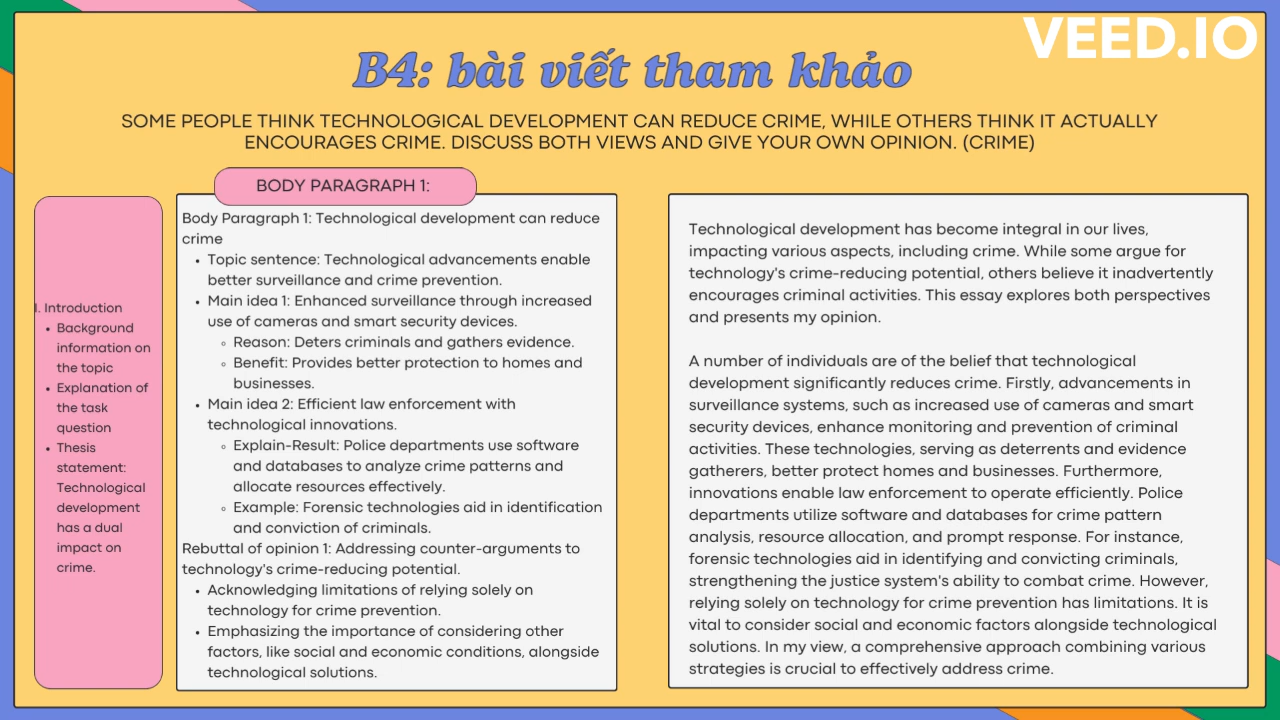 VEED.IO
B4: bài viết tham khảo
SOME PEOPLE THINK TECHNOLOGICAL DEVELOPMENT CAN REDUCE CRIME, WHILE OTHERS THINK IT ACTUALLY
ENCOURAGES CRIME. DISCUSS BOTH VIEWS AND GIVE YOUR OWN OPINION. (CRIME)
I. Introduction
• Background
information on
the topic
• Explanation of
the task
question
• Thesis
statement:
Technological
development
has a dual
impact on
crime.
BODY PARAGRAPH 1:
Body Paragraph 1: Technological development can reduce
crime
• Topic sentence: Technological advancements enable
better surveillance and crime prevention.
• Main idea 1: Enhanced surveillance through increased
use of cameras and smart security devices.
◦ Reason: Deters criminals and gathers evidence.
◦ Benefit: Provides better protection to homes and
businesses.
• Main idea 2: Efficient law enforcement with
technological innovations.
◦ Explain-Result: Police departments use software
and databases to analyze crime patterns and
allocate resources effectively.
◦ Example: Forensic technologies aid in identification
and conviction of criminals.
Rebuttal of opinion 1: Addressing counter-arguments to
technology's crime-reducing potential.
• Acknowledging limitations of relying solely on
technology for crime prevention.
• Emphasizing the importance of considering other
factors, like social and economic conditions, alongside
technological solutions.
Technological development has become integral in our lives,
impacting various aspects, including crime. While some argue for
technology's crime-reducing potential, others believe it inadvertently
encourages criminal activities. This essay explores both perspectives
and presents my opinion.
A number of individuals are of the belief that technological
development significantly reduces crime. Firstly, advancements in
surveillance systems, such as increased use of cameras and smart
security devices, enhance monitoring and prevention of criminal
activities. These technologies, serving as deterrents and evidence
gatherers, better protect homes and businesses. Furthermore,
innovations enable law enforcement to operate efficiently. Police
departments utilize software and databases for crime pattern
analysis, resource allocation, and prompt response. For instance,
forensic technologies aid in identifying and convicting criminals,
strengthening the justice system's ability to combat crime. However,
relying solely on technology for crime prevention has limitations. It is
vital to consider social and economic factors alongside technological
solutions. In my view, a comprehensive approach combining various
strategies is crucial to effectively address crime.